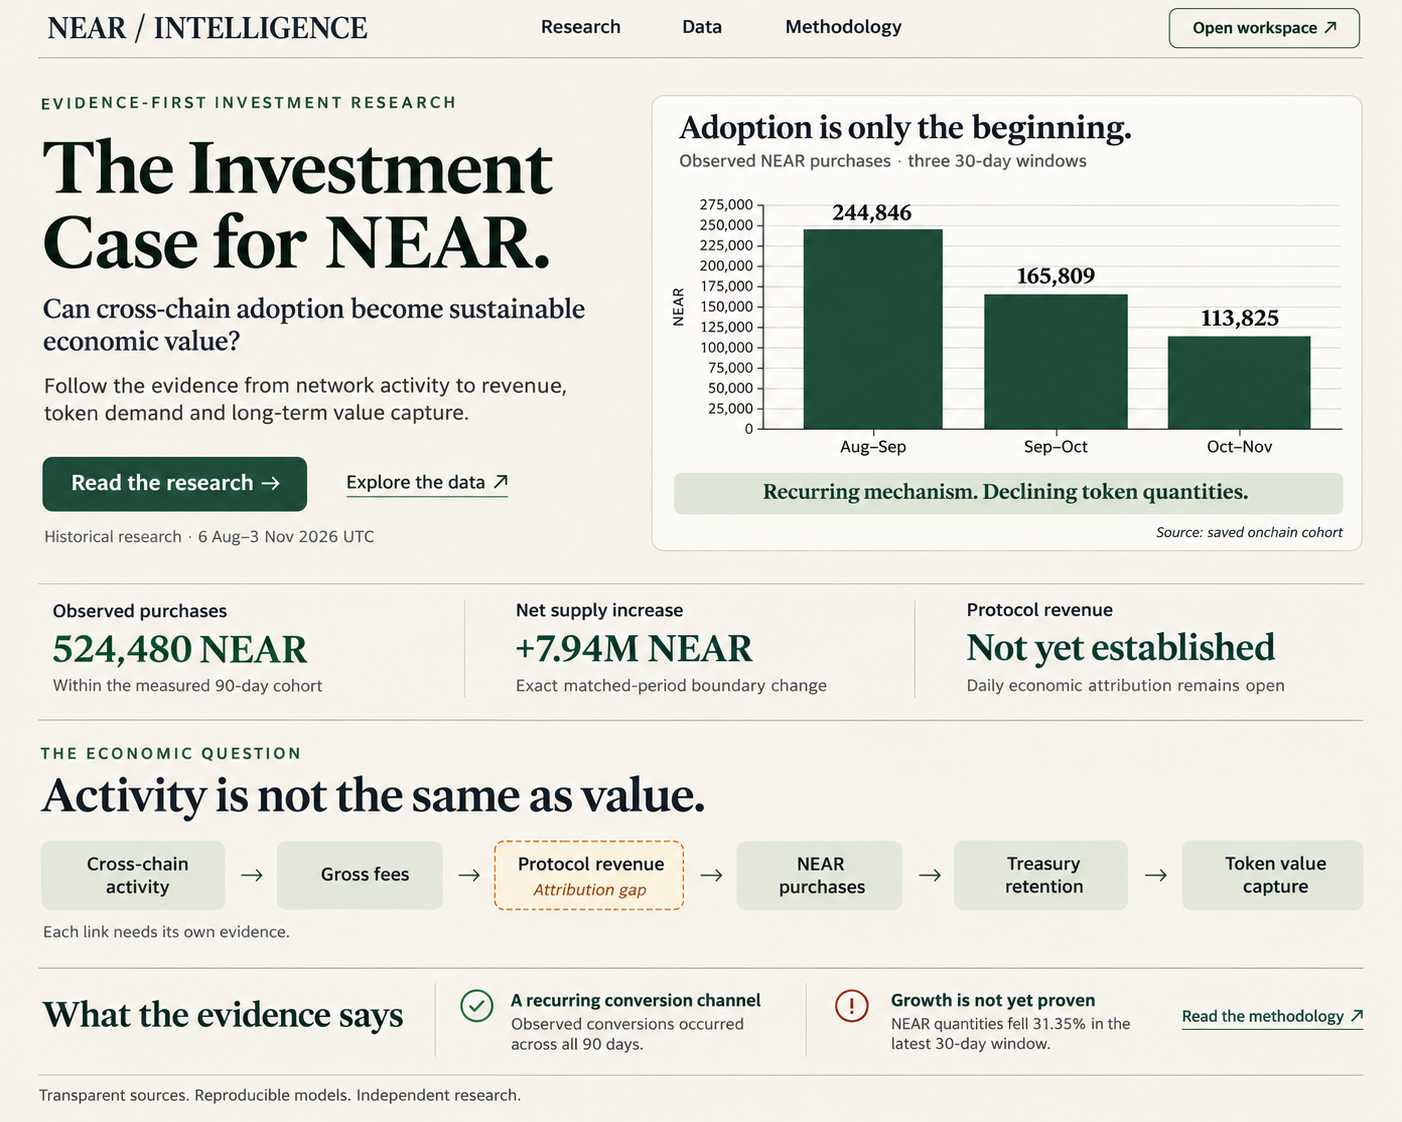 NEAR / INTELLIGENCE
Research
Data
Methodology
Open workspace ↗
EVIDENCE-FIRST INVESTMENT RESEARCH
The Investment
Case for NEAR.
Can cross-chain adoption become sustainable
economic value?
Follow the evidence from network activity to revenue,
token demand and long-term value capture.
Read the research →
Explore the data ↗
Historical research · 6 Aug–3 Nov 2026 UTC
Adoption is only the beginning.
Observed NEAR purchases · three 30-day windows
NEAR
275,000
250,000
225,000
200,000
175,000
150,000
125,000
100,000
75,000
50,000
25,000
0
244,846
165,809
113,825
Aug–Sep
Sep–Oct
Oct–Nov
Recurring mechanism. Declining token quantities.
Source: saved onchain cohort
Observed purchases
524,480 NEAR
Within the measured 90-day cohort
Net supply increase
+7.94M NEAR
Exact matched-period boundary change
Protocol revenue
Not yet established
Daily economic attribution remains open
THE ECONOMIC QUESTION
Activity is not the same as value.
Cross-chain
activity
→
Gross fees
→
Protocol revenue
Attribution gap
→
NEAR
purchases
→
Treasury
retention
→
Token value
capture
Each link needs its own evidence.
What the evidence says
A recurring conversion channel
Observed conversions occurred
across all 90 days.
Growth is not yet proven
NEAR quantities fell 31.35% in the
latest 30-day window.
Read the methodology ↗
Transparent sources. Reproducible models. Independent research.